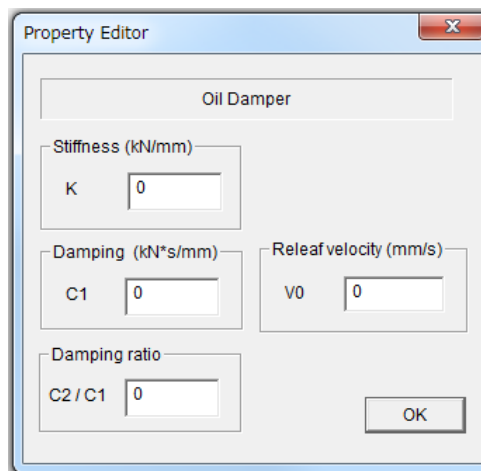 Property Editor
Oil Damper
Stiffness (kN/mm)
K 0
Damping (kN*s/mm)
C1 0
Releaf velocity (mm/s)
V0 0
Damping ratio
C2 / C1 0
OK